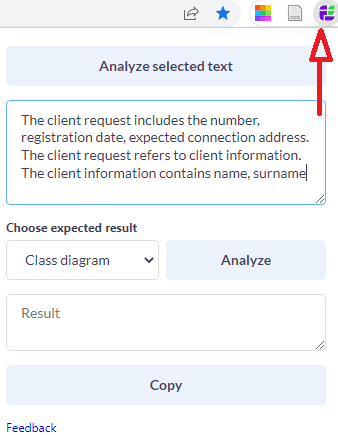 Analyze selected text
The client request includes the number,
registration date, expected connection address.
The client request refers to client information.
The client information contains name, surname
Choose expected result
Class diagram
Analyze
Result
Copy
Feedback